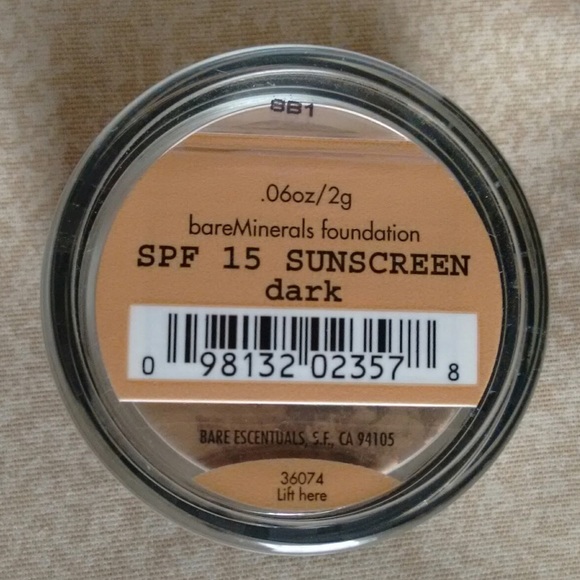 8B1
.06oz/2g
bareMinerals foundation
SPF 15 SUNSCREEN
dark
0 98132 02357 8
BARE ESCENTUALS, S.F., CA 94105
36074
Lift here